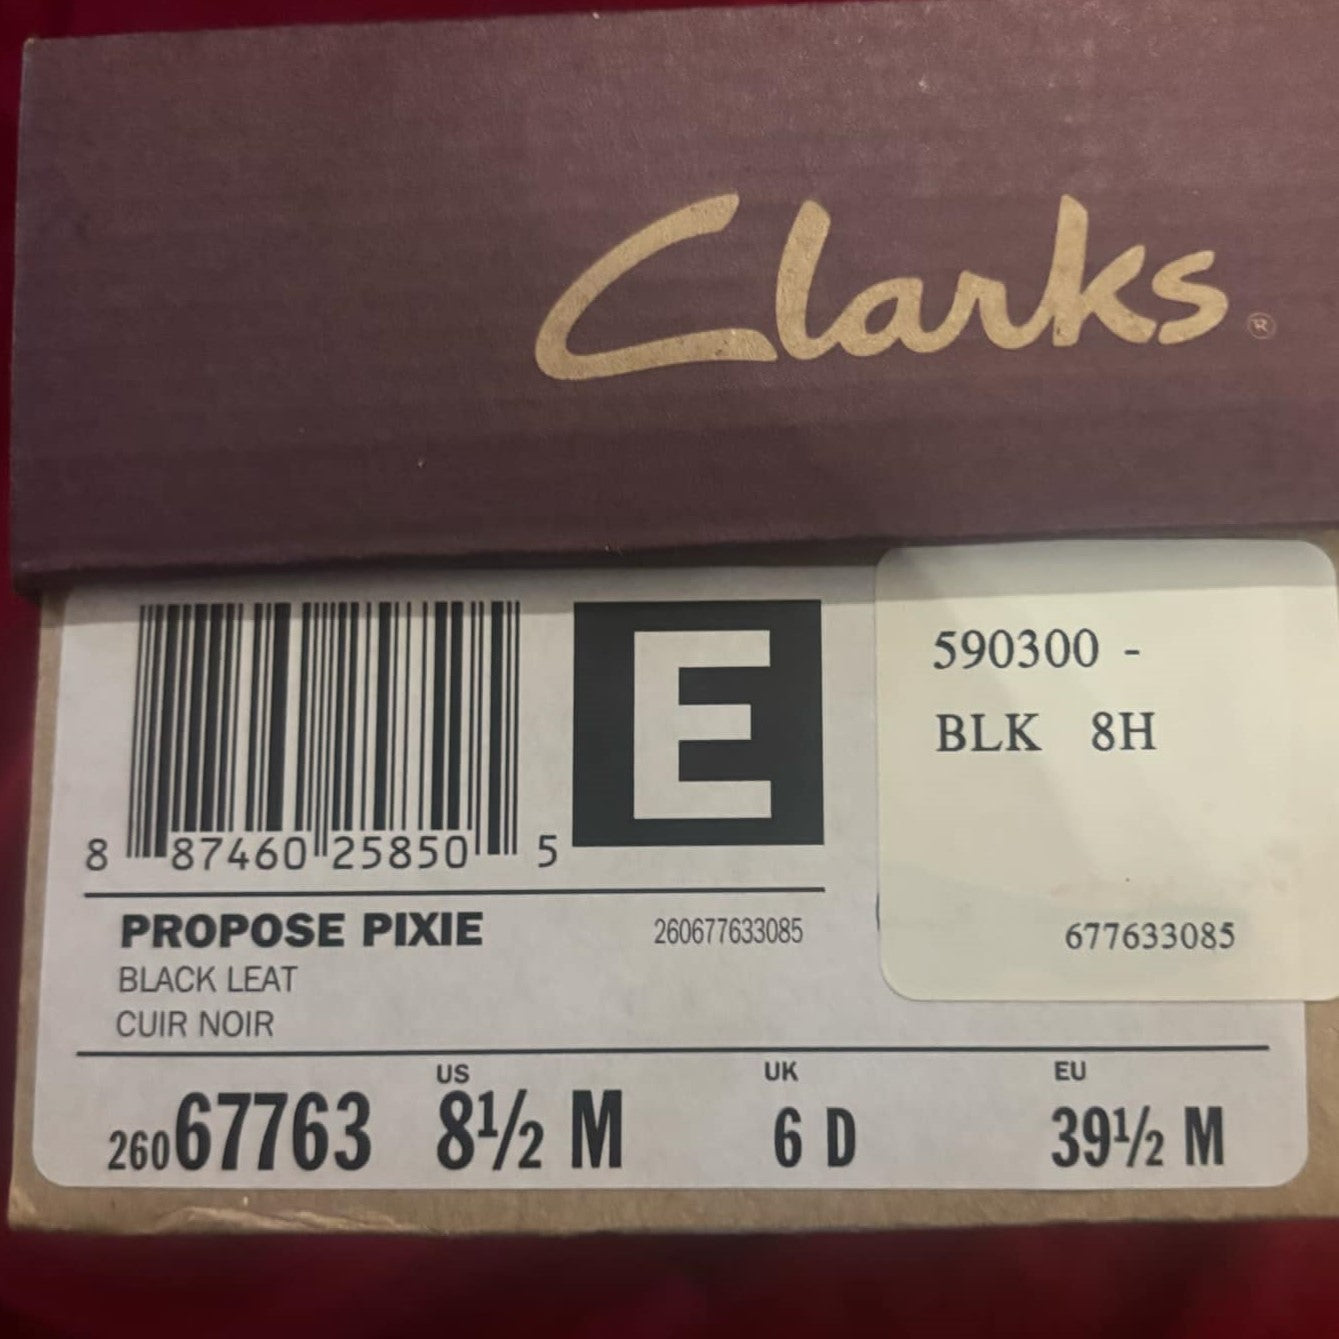 Clarks®
590300 -
BLK 8H
677633085
E
8 87460 25850 5
PROPOSE PIXIE 260677633085
BLACK LEAT
CUIR NOIR
US UK EU
26067763 8½ M 6 D 39½ M